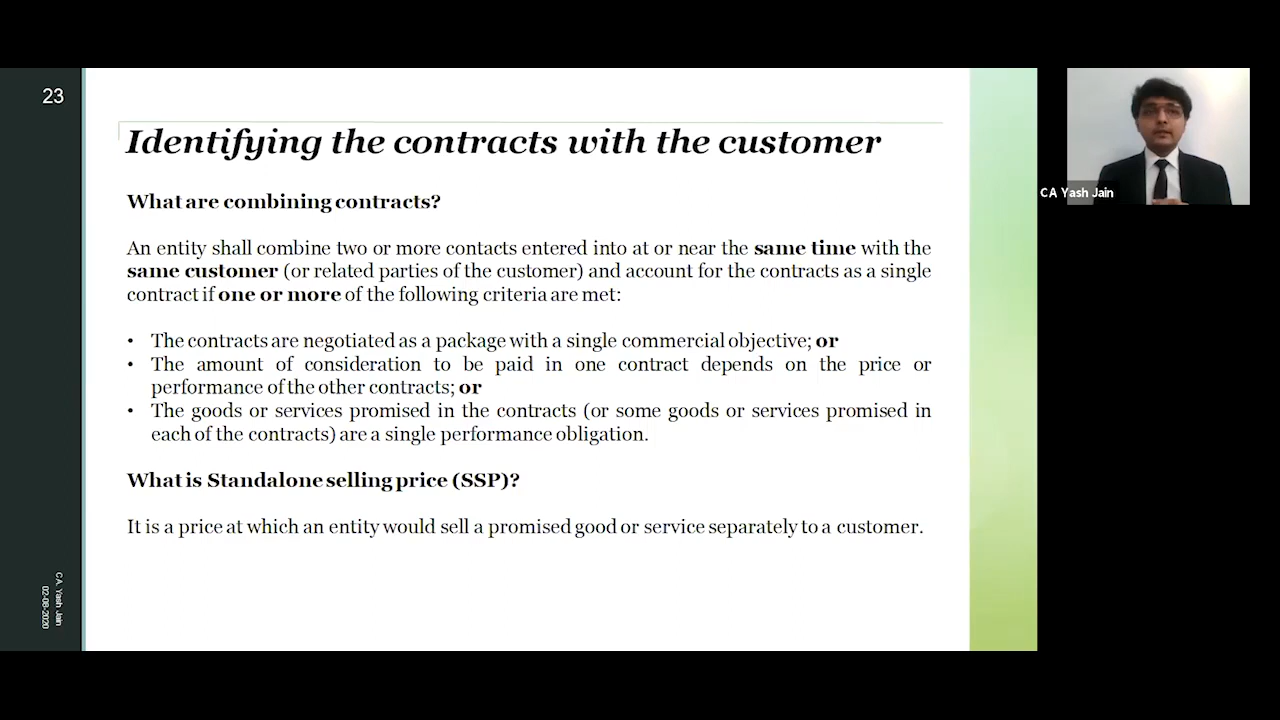 23
Identifying the contracts with the customer
What are combining contracts?
An entity shall combine two or more contacts entered into at or near the same time with the
same customer (or related parties of the customer) and account for the contracts as a single
contract if one or more of the following criteria are met:
• The contracts are negotiated as a package with a single commercial objective; or
• The amount of consideration to be paid in one contract depends on the price or
performance of the other contracts; or
• The goods or services promised in the contracts (or some goods or services promised in
each of the contracts) are a single performance obligation.
What is Standalone selling price (SSP)?
It is a price at which an entity would sell a promised good or service separately to a customer.
CA. Yash Jain
02-08-2020
CA Yash Jain